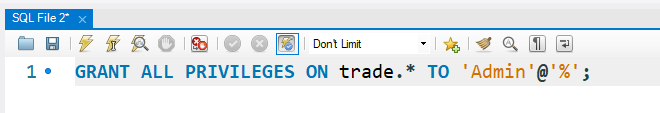 SQL File 2*
Don't Limit
1
GRANT ALL PRIVILEGES ON trade.* TO 'Admin'@'%';